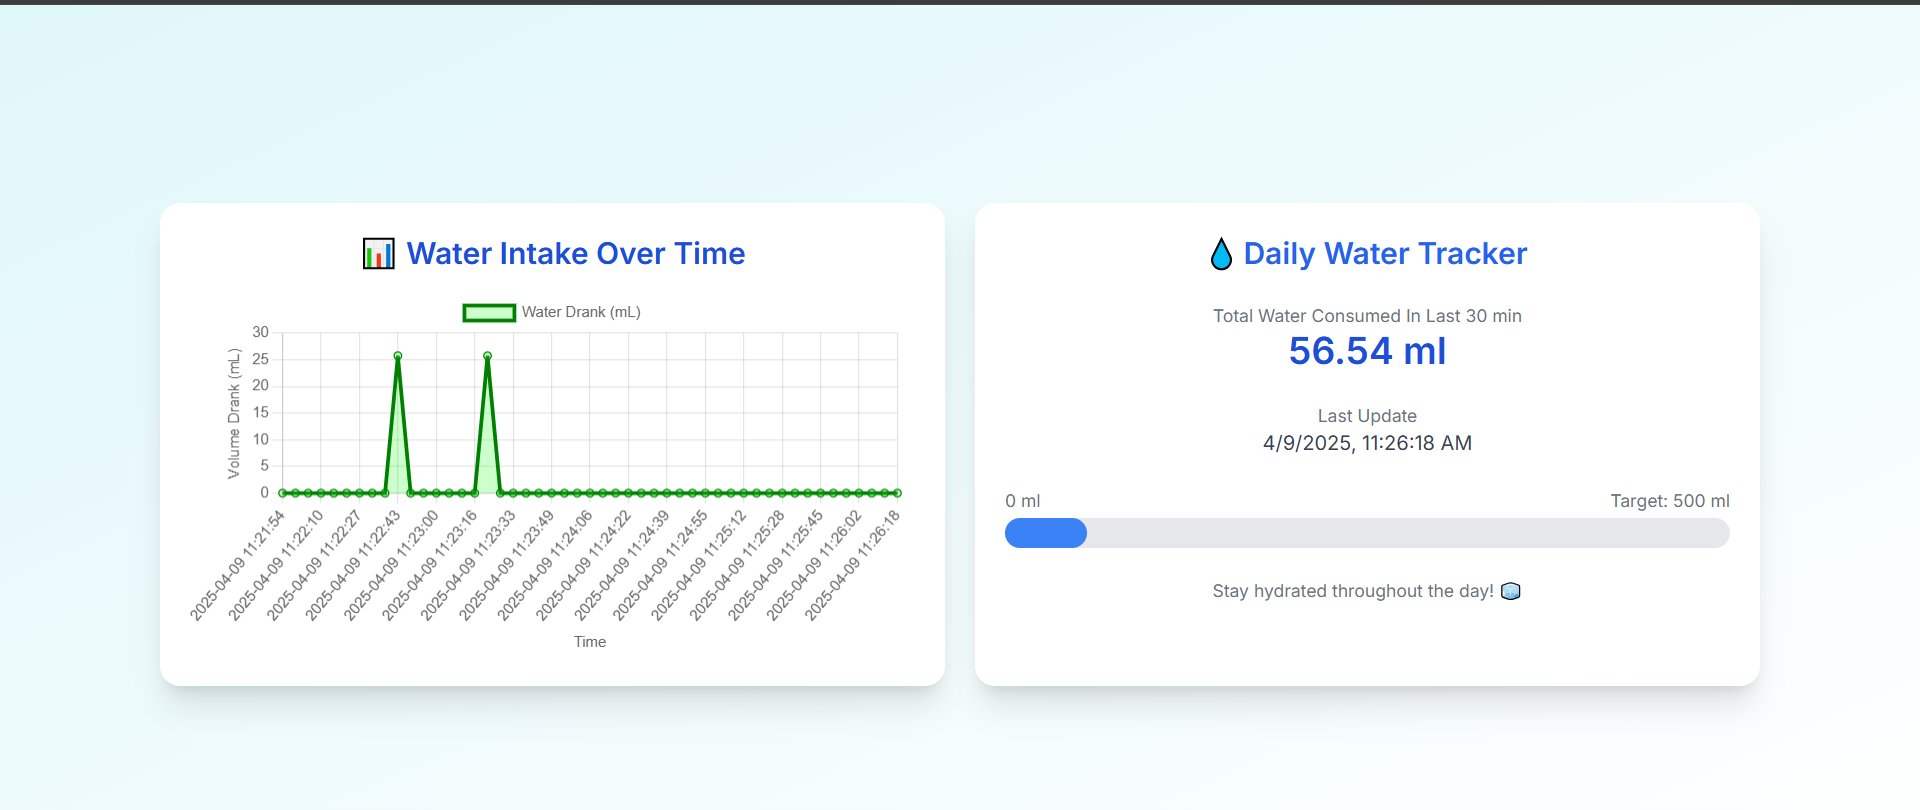 Water Intake Over Time
Water Drank (mL)
Volume Drank (mL)
30
25
20
15
10
5
0
2025-04-09 11:21:54
2025-04-09 11:22:10
2025-04-09 11:22:27
2025-04-09 11:22:43
2025-04-09 11:23:00
2025-04-09 11:23:16
2025-04-09 11:23:33
2025-04-09 11:23:49
2025-04-09 11:24:06
2025-04-09 11:24:22
2025-04-09 11:24:39
2025-04-09 11:24:55
2025-04-09 11:25:12
2025-04-09 11:25:28
2025-04-09 11:25:45
2025-04-09 11:26:02
2025-04-09 11:26:18
Time
Daily Water Tracker
Total Water Consumed In Last 30 min
56.54 ml
Last Update
4/9/2025, 11:26:18 AM
0 ml Target: 500 ml
Stay hydrated throughout the day!